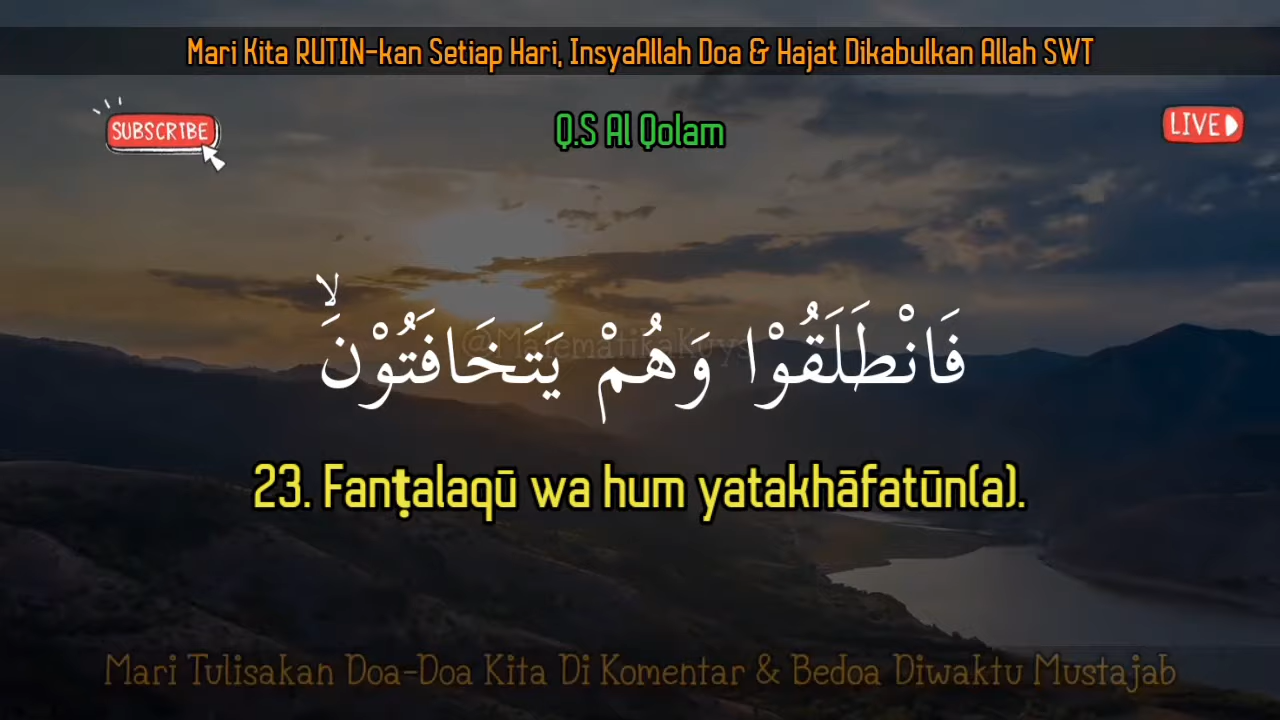 Mari Kita RUTIN-kan Setiap Hari, InsyaAllah Doa & Hajat Dikabulkan Allah SWT
SUBSCRIBE
Q.S Al Qolam
LIVE
فَانْطَلَقُوْا وَهُمْ يَتَخَافَتُوْنَۙ
@MatematikaKuys
23. Fanṭalaqū wa hum yatakhāfatūn(a).
Mari Tulisakan Doa-Doa Kita Di Komentar & Bedoa Diwaktu Mustajab